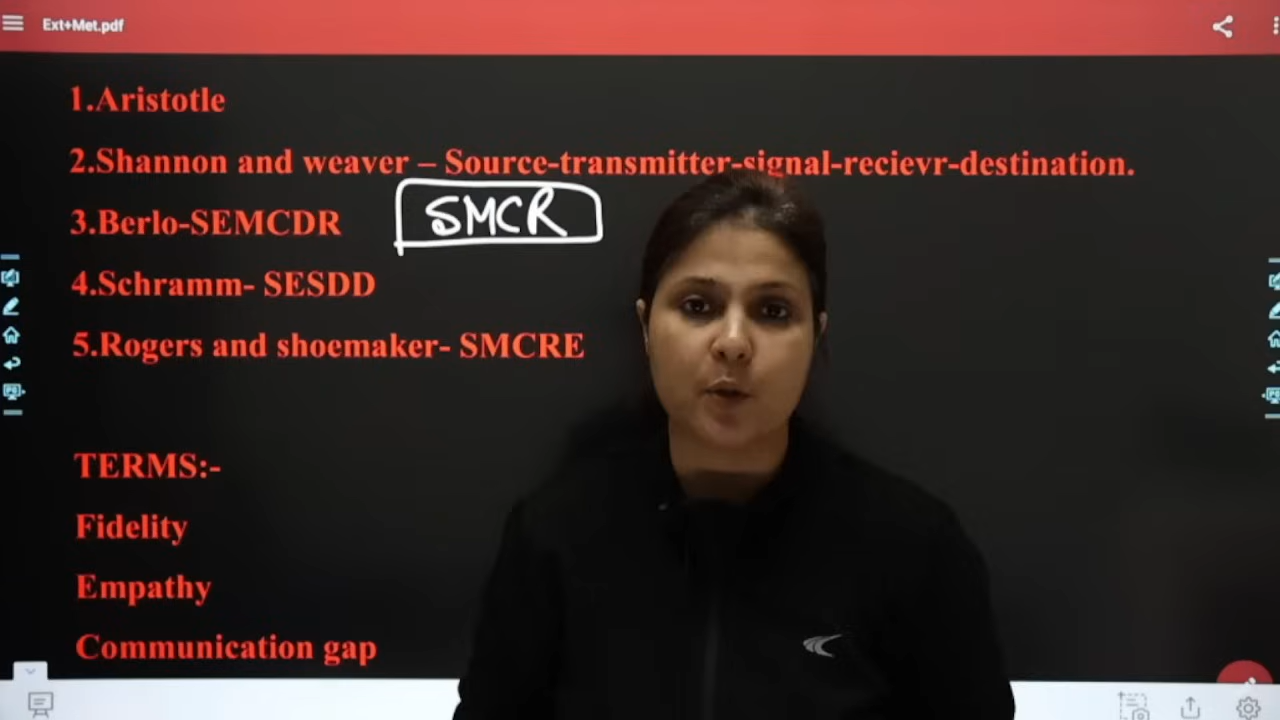 Ext+Met.pdf
1.Aristotle
2.Shannon and weaver – Source-transmitter-signal-recievr-destination.
3.Berlo-SEMCDR SMCR
4.Schramm- SESDD
5.Rogers and shoemaker- SMCRE
TERMS:-
Fidelity
Empathy
Communication gap